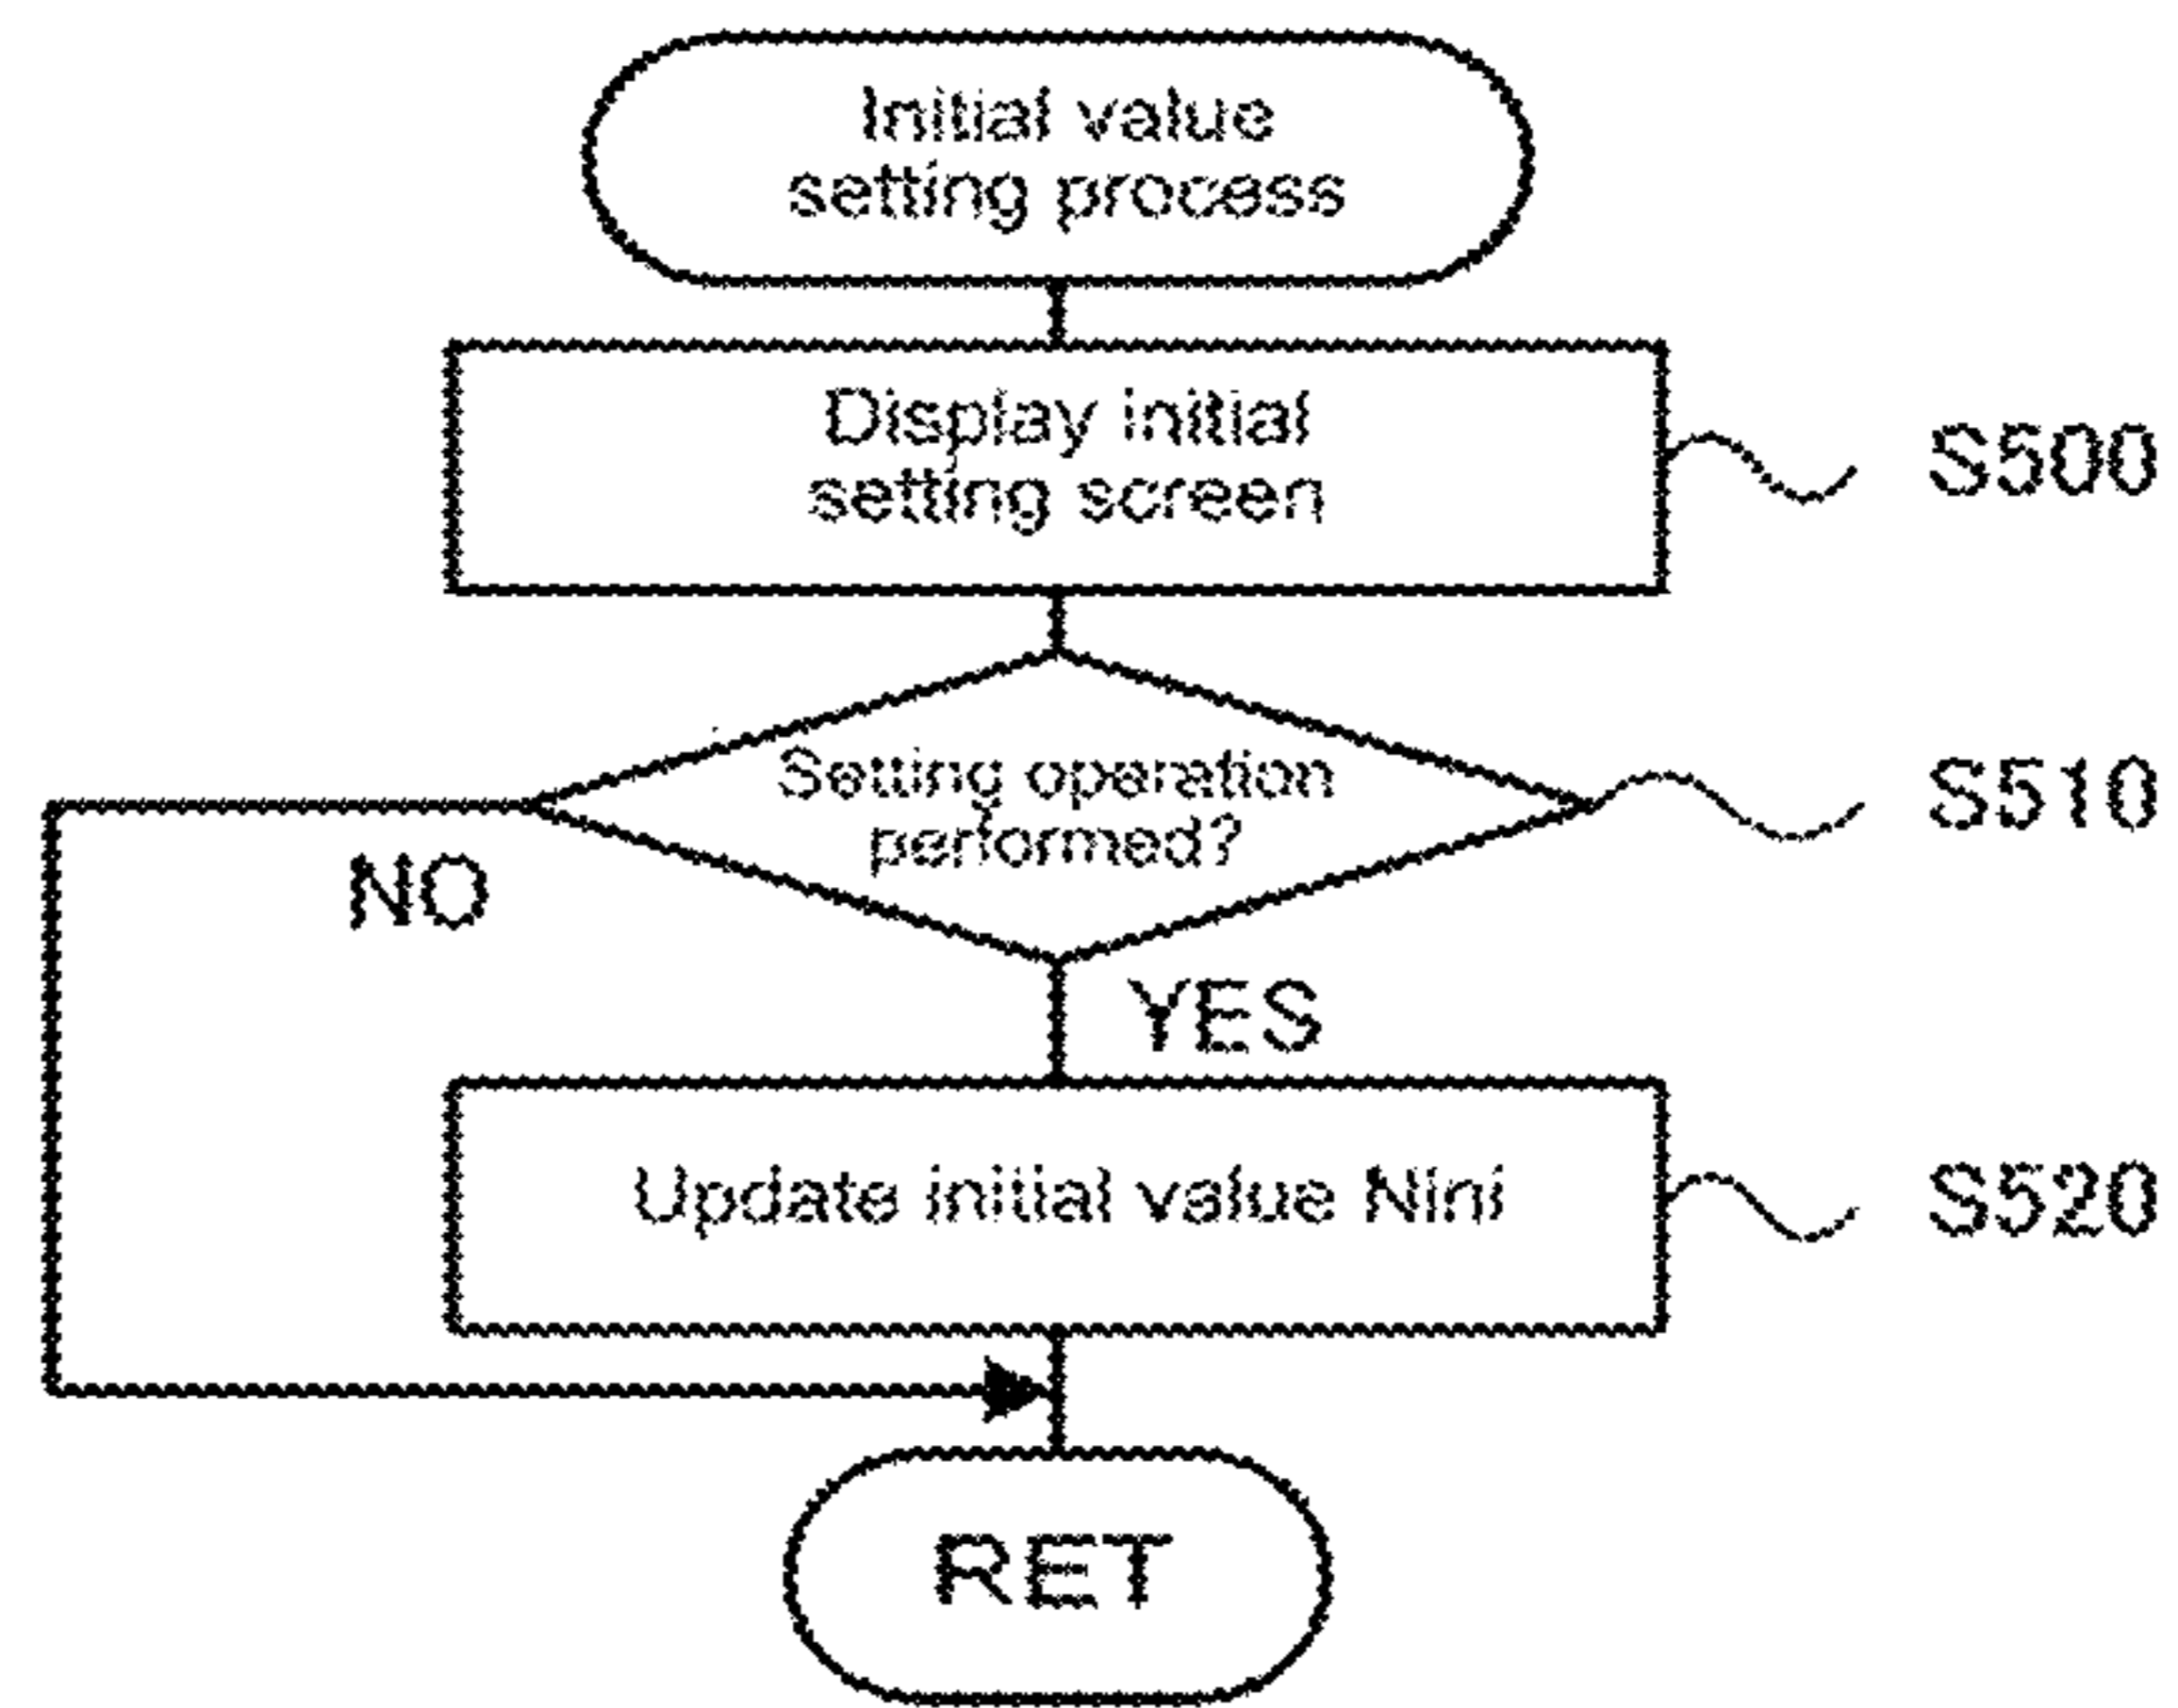 Initial value
setting process
Display initial
setting screen
S500
Setting operation
performed?
S510
NO
YES
Update initial value Nini
S520
RET